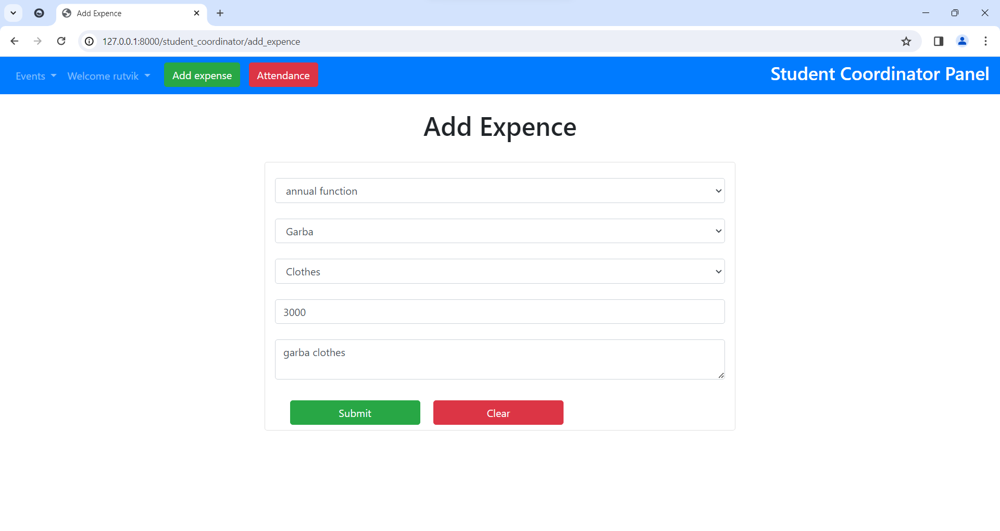 Add Expence
127.0.0.1:8000/student_coordinator/add_expence
Events Welcome rutvik Add expense Attendance Student Coordinator Panel
Add Expence
annual function
Garba
Clothes
3000
garba clothes
Submit Clear